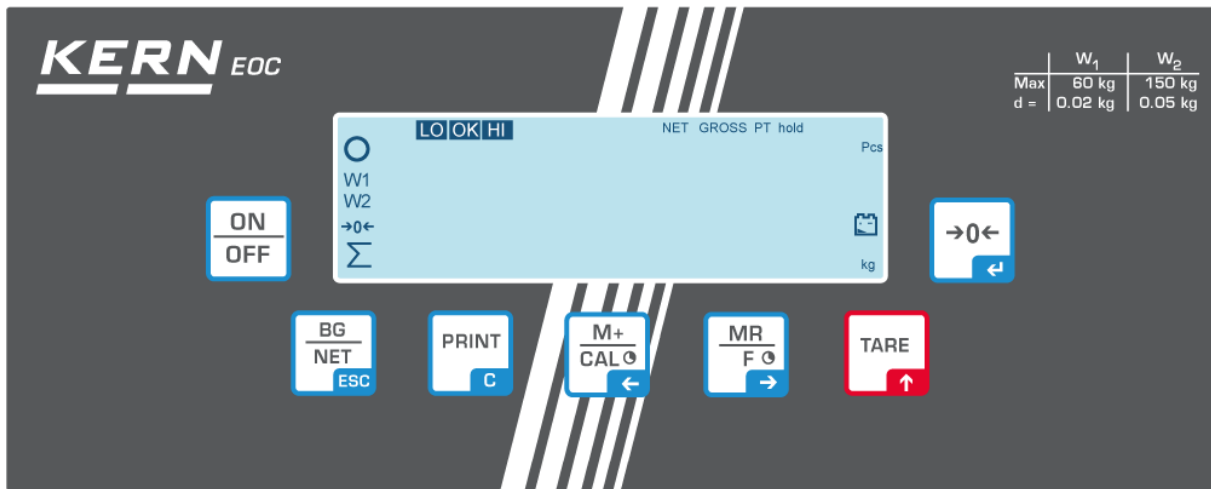 KERN EOC
W1 W2
Max 60 kg 150 kg
d = 0.02 kg 0.05 kg
LO OK HI NET GROSS PT hold
Pcs
W1
W2
→0←
Σ
kg
ON
OFF
→0←
BG
NET
ESC
PRINT
C
M+
CAL
←
MR
F
→
TARE
↑